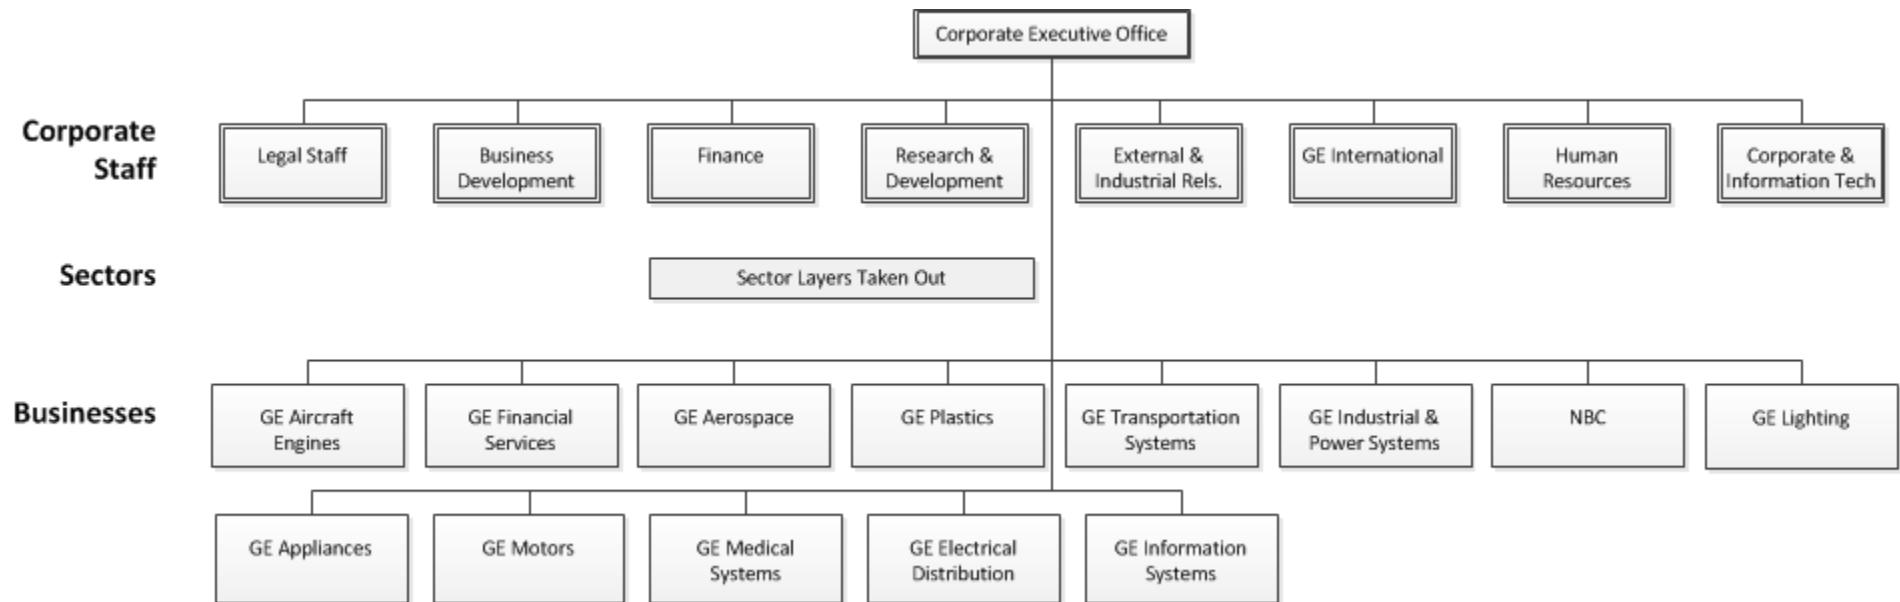 Corporate Executive Office
Corporate
Staff
Legal Staff
Business
Development
Finance
Research &
Development
External &
Industrial Rels.
GE International
Human
Resources
Corporate &
Information Tech
Sectors
Sector Layers Taken Out
Businesses
GE Aircraft
Engines
GE Financial
Services
GE Aerospace
GE Plastics
GE Transportation
Systems
GE Industrial &
Power Systems
NBC
GE Lighting
GE Appliances
GE Motors
GE Medical
Systems
GE Electrical
Distribution
GE Information
Systems